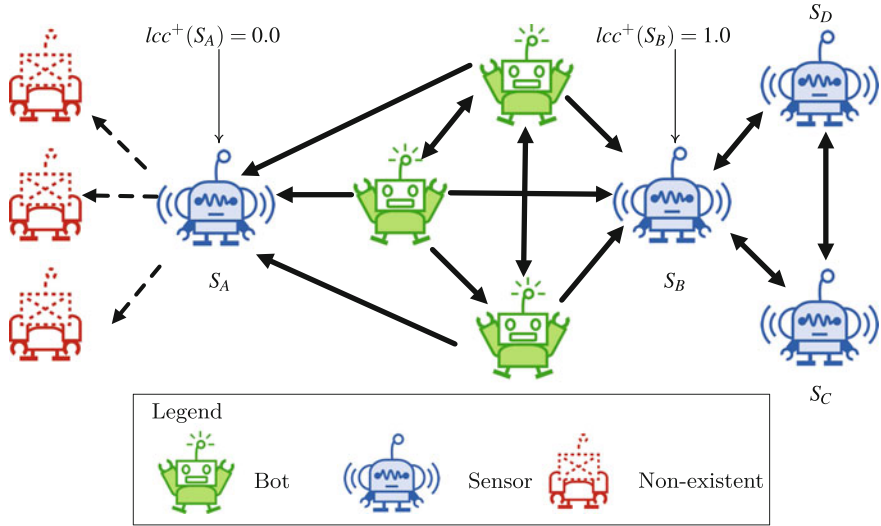 S_D
lcc⁺(S_A) = 0.0
lcc⁺(S_B) = 1.0
S_A
S_B
S_C
Legend
Bot
Sensor
Non-existent